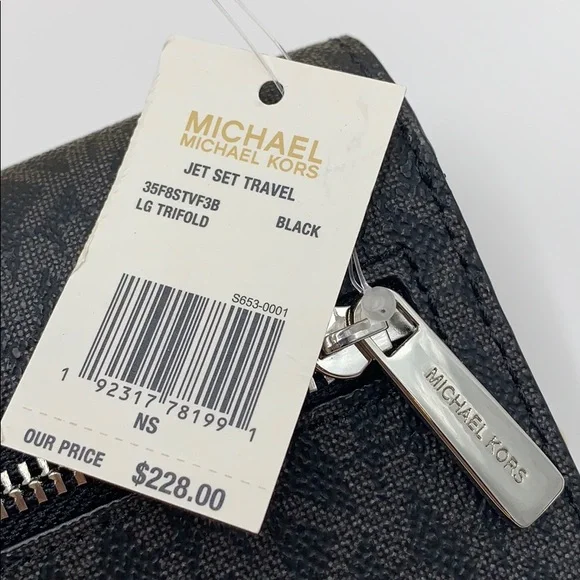 MICHAEL
MICHAEL KORS
JET SET TRAVEL
35F8STVF3B
LG TRIFOLD BLACK
S653-0001
1 92317 78199 1
NS
OUR PRICE $228.00
MICHAEL KORS